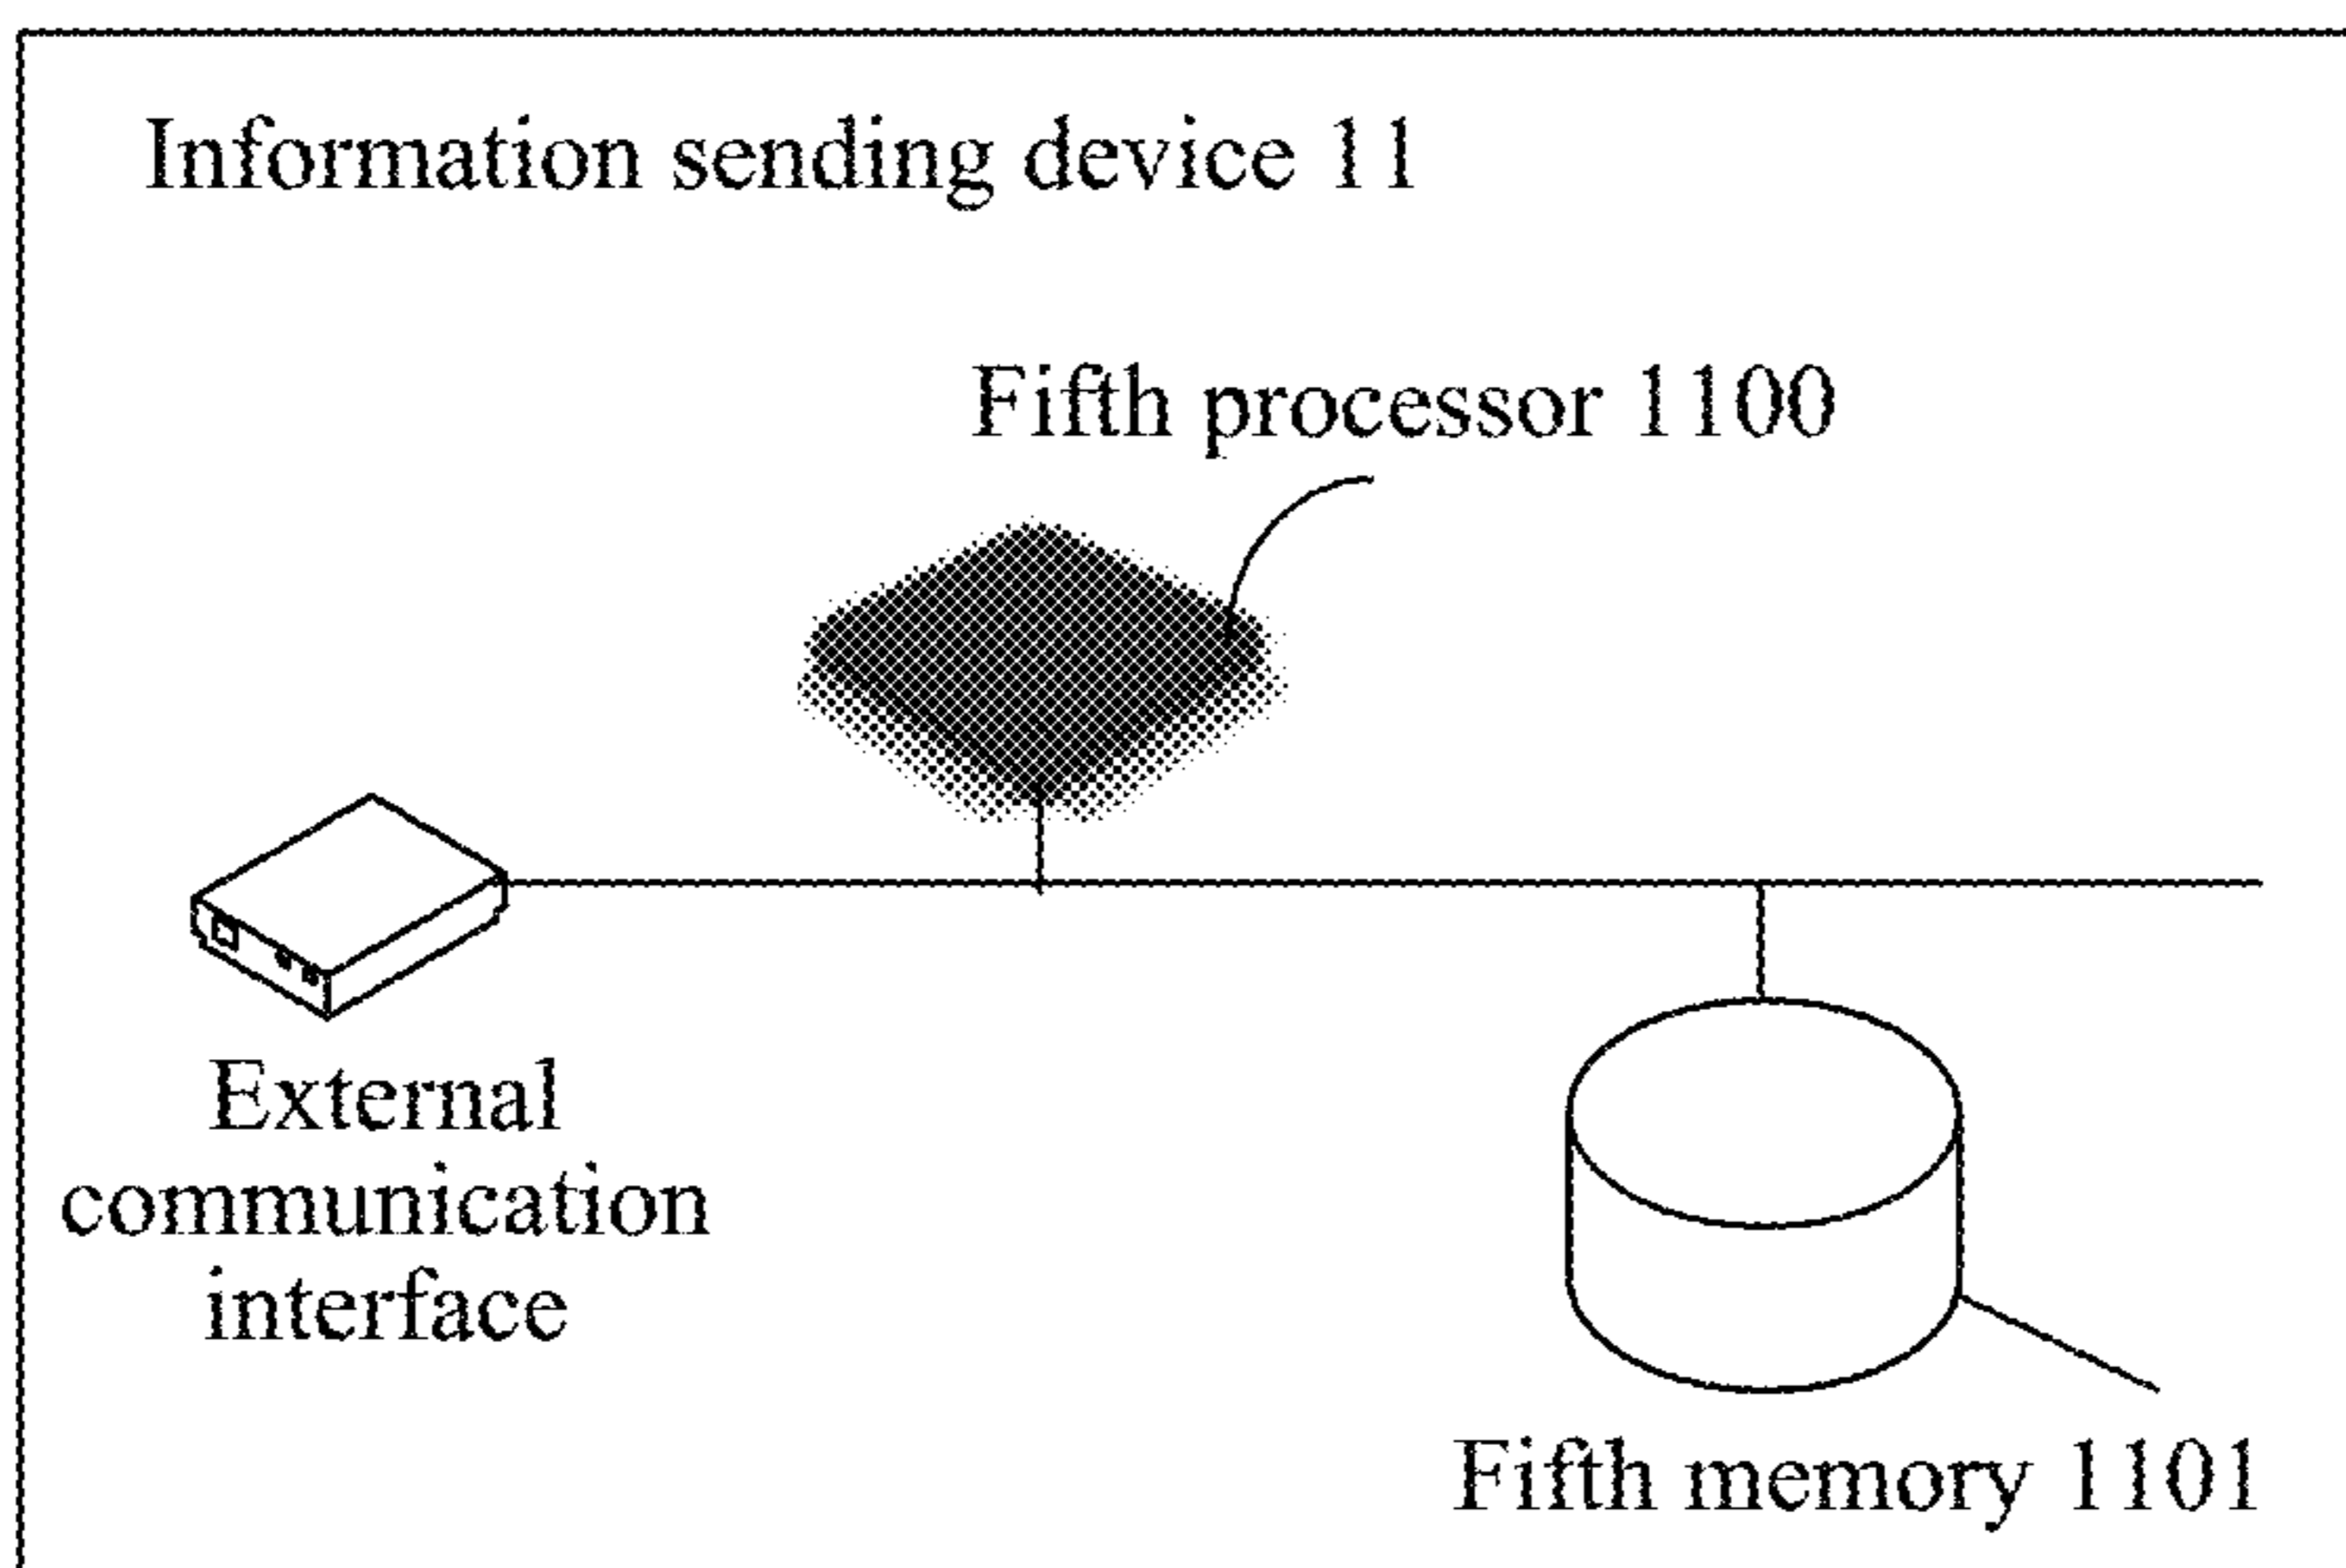 Information sending device 11
Fifth processor 1100
External
communication
interface
Fifth memory 1101